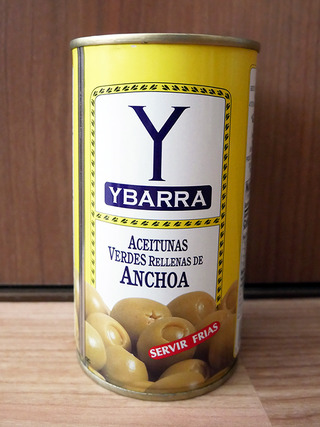 Y
YBARRA
ACEITUNAS
VERDES RELLENAS DE
ANCHOA
SERVIR FRIAS